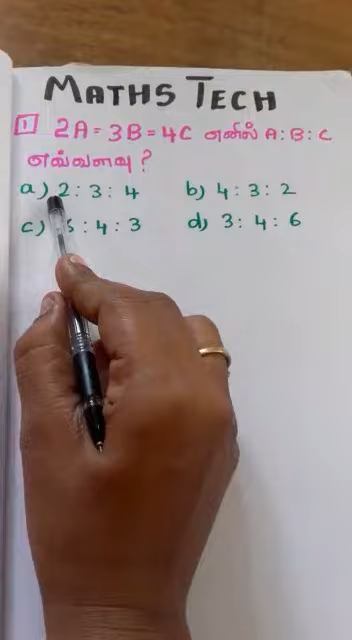 MATHS TECH
1 2A = 3B = 4C எனில் A : B : C
எவ்வளவு ?
a) 2 : 3 : 4 b) 4 : 3 : 2
c) : 4 : 3 d) 3 : 4 : 6